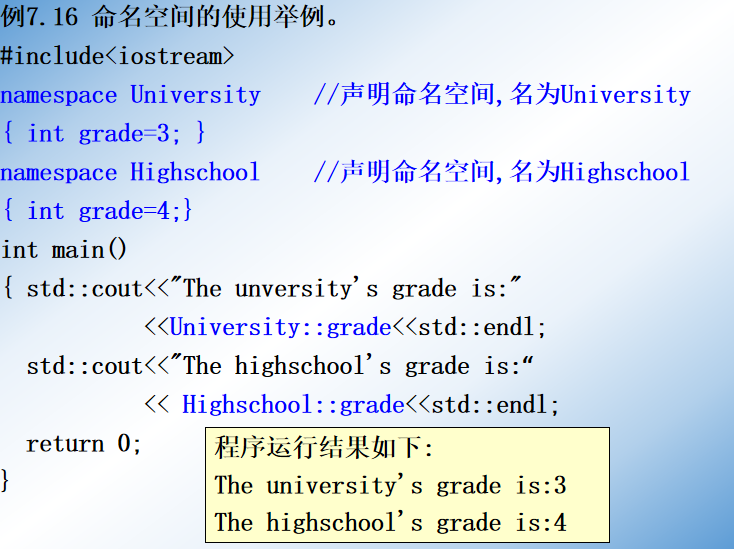 例7.16 命名空间的使用举例。
#include<iostream>
namespace University    //声明命名空间,名为University
{ int grade=3; }
namespace Highschool    //声明命名空间,名为Highschool
{ int grade=4;}
int main()
{ std::cout<<"The unversity's grade is:"
           <<University::grade<<std::endl;
  std::cout<<"The highschool's grade is:“
           << Highschool::grade<<std::endl;
  return 0;
}
程序运行结果如下:
The university's grade is:3
The highschool's grade is:4